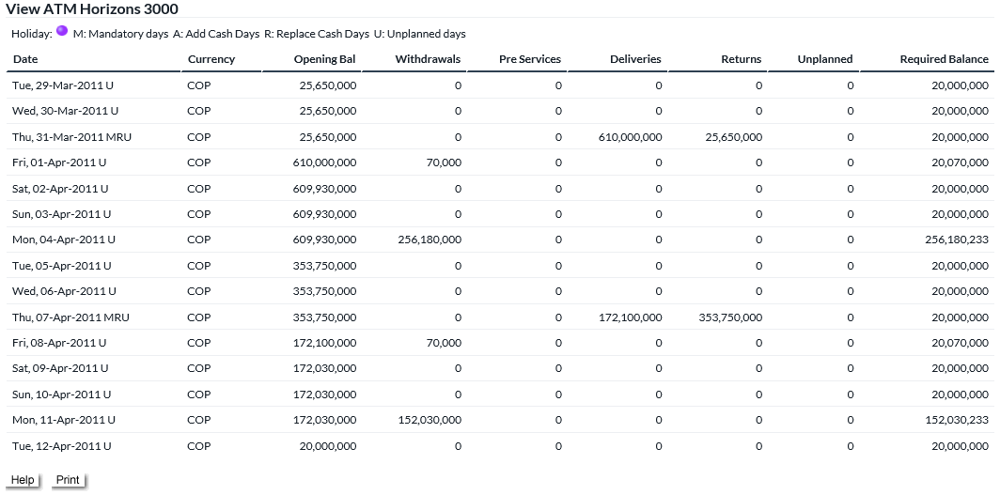 View ATM Horizons 3000
Holiday: M: Mandatory days A: Add Cash Days R: Replace Cash Days U: Unplanned days
Date Currency Opening Bal Withdrawals Pre Services Deliveries Returns Unplanned Required Balance
Tue, 29-Mar-2011 U COP 25,650,000 0 0 0 0 0 20,000,000
Wed, 30-Mar-2011 U COP 25,650,000 0 0 0 0 0 20,000,000
Thu, 31-Mar-2011 MRU COP 25,650,000 0 0 610,000,000 25,650,000 0 20,000,000
Fri, 01-Apr-2011 U COP 610,000,000 70,000 0 0 0 0 20,070,000
Sat, 02-Apr-2011 U COP 609,930,000 0 0 0 0 0 20,000,000
Sun, 03-Apr-2011 U COP 609,930,000 0 0 0 0 0 20,000,000
Mon, 04-Apr-2011 U COP 609,930,000 256,180,000 0 0 0 0 256,180,233
Tue, 05-Apr-2011 U COP 353,750,000 0 0 0 0 0 20,000,000
Wed, 06-Apr-2011 U COP 353,750,000 0 0 0 0 0 20,000,000
Thu, 07-Apr-2011 MRU COP 353,750,000 0 0 172,100,000 353,750,000 0 20,000,000
Fri, 08-Apr-2011 U COP 172,100,000 70,000 0 0 0 0 20,070,000
Sat, 09-Apr-2011 U COP 172,030,000 0 0 0 0 0 20,000,000
Sun, 10-Apr-2011 U COP 172,030,000 0 0 0 0 0 20,000,000
Mon, 11-Apr-2011 U COP 172,030,000 152,030,000 0 0 0 0 152,030,233
Tue, 12-Apr-2011 U COP 20,000,000 0 0 0 0 0 20,000,000
Help Print